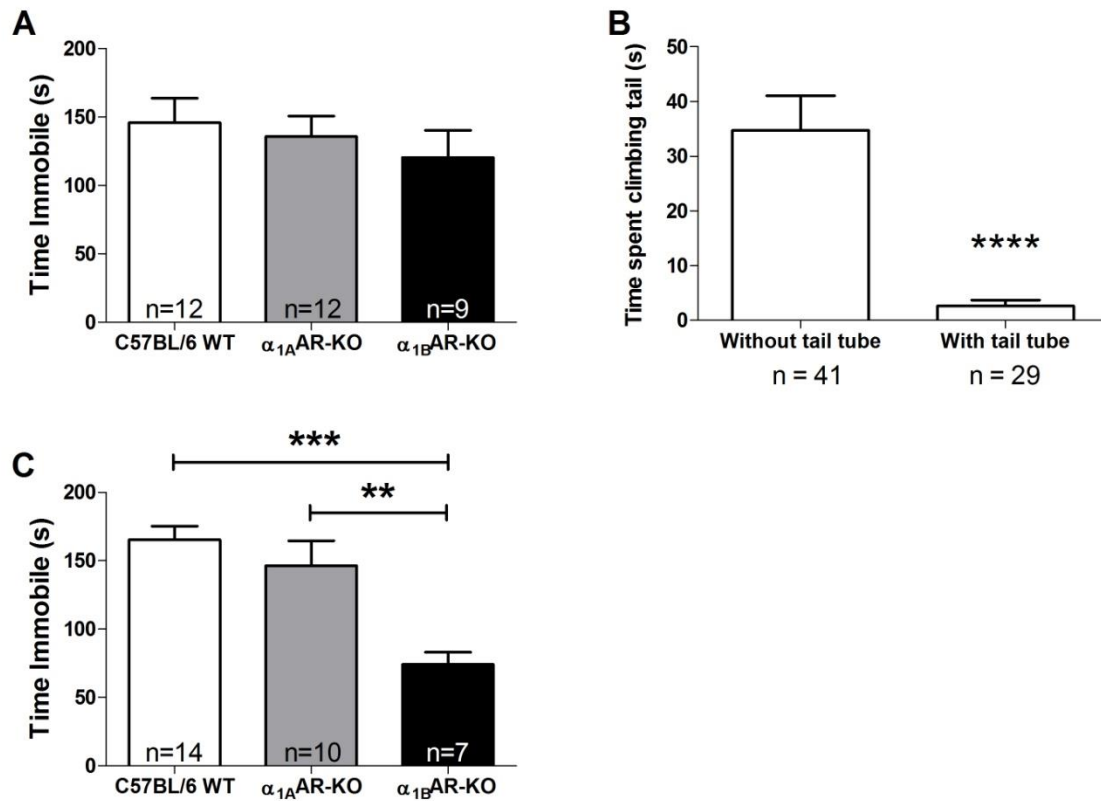 A
Time Immobile (s)
200
150
100
50
0
n=12
n=12
n=9
C57BL/6 WT
α1AAR-KO
α1BAR-KO
B
Time spent climbing tail (s)
50
40
30
20
10
0
****
Without tail tube
With tail tube
n = 41
n = 29
C
***
**
Time Immobile (s)
200
150
100
50
0
n=14
n=10
n=7
C57BL/6 WT
α1AAR-KO
α1BAR-KO